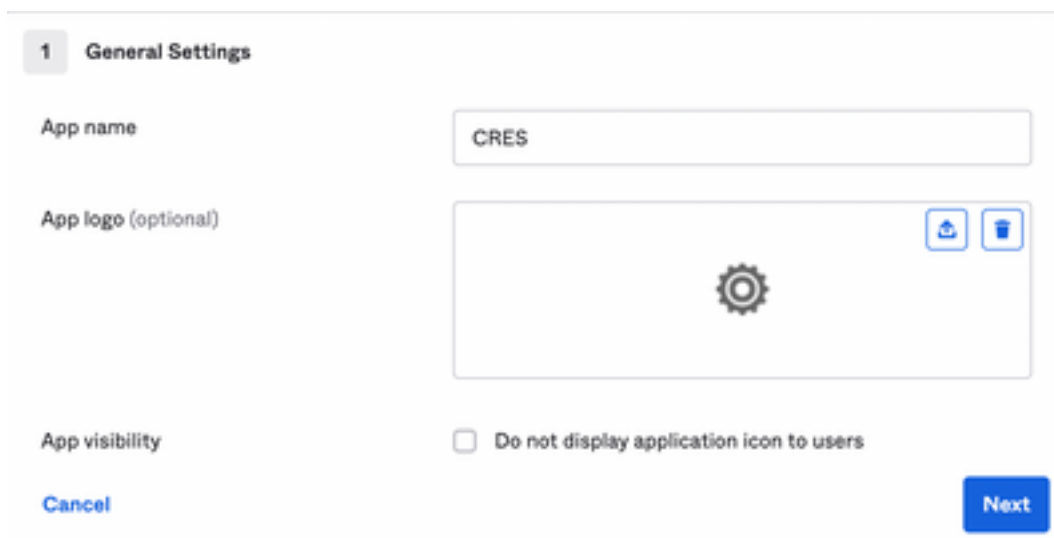 1 General Settings
App name
CRES
App logo (optional)
App visibility
Do not display application icon to users
Cancel
Next